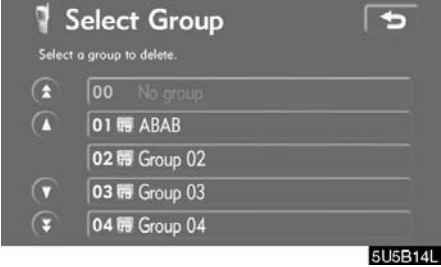 Select Group
Select a group to delete.
00 No group
01 ABAB
02 Group 02
03 Group 03
04 Group 04
5U5B14L